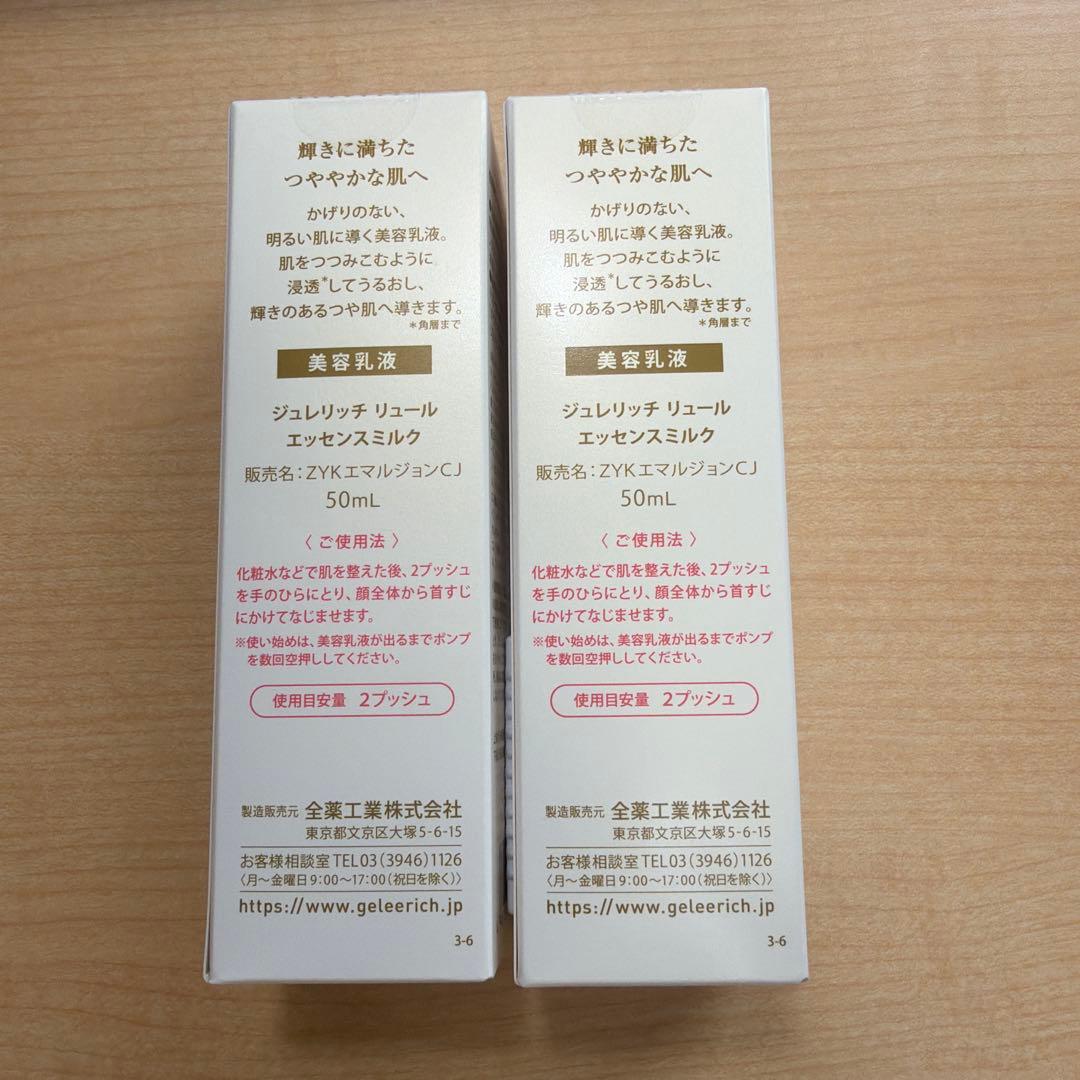 輝きに満ちた
つややかな肌へ
かげりのない、
明るい肌に導く美容乳液。
肌をつつみこむように
浸透*してうるおし、
輝きのあるつや肌へ導きます。
*角層まで
美容乳液
ジュレリッチ リュール
エッセンスミルク
販売名：ZYKエマルジョンCJ
50mL
〈 ご使用法 〉
化粧水などで肌を整えた後、2プッシュ
を手のひらにとり、顔全体から首すじ
にかけてなじませます。
※使い始めは、美容乳液が出るまでポンプ
を数回空押ししてください。
使用目安量 2プッシュ
製造販売元 全薬工業株式会社
東京都文京区大塚5-6-15
お客様相談室 TEL03(3946)1126
〈月〜金曜日9:00〜17:00(祝日を除く)〉
https://www.geleerich.jp
3-6
輝きに満ちた
つややかな肌へ
かげりのない、
明るい肌に導く美容乳液。
肌をつつみこむように
浸透*してうるおし、
輝きのあるつや肌へ導きます。
*角層まで
美容乳液
ジュレリッチ リュール
エッセンスミルク
販売名：ZYKエマルジョンCJ
50mL
〈 ご使用法 〉
化粧水などで肌を整えた後、2プッシュ
を手のひらにとり、顔全体から首すじ
にかけてなじませます。
※使い始めは、美容乳液が出るまでポンプ
を数回空押ししてください。
使用目安量 2プッシュ
製造販売元 全薬工業株式会社
東京都文京区大塚5-6-15
お客様相談室 TEL03(3946)1126
〈月〜金曜日9:00〜17:00(祝日を除く)〉
https://www.geleerich.jp
3-6